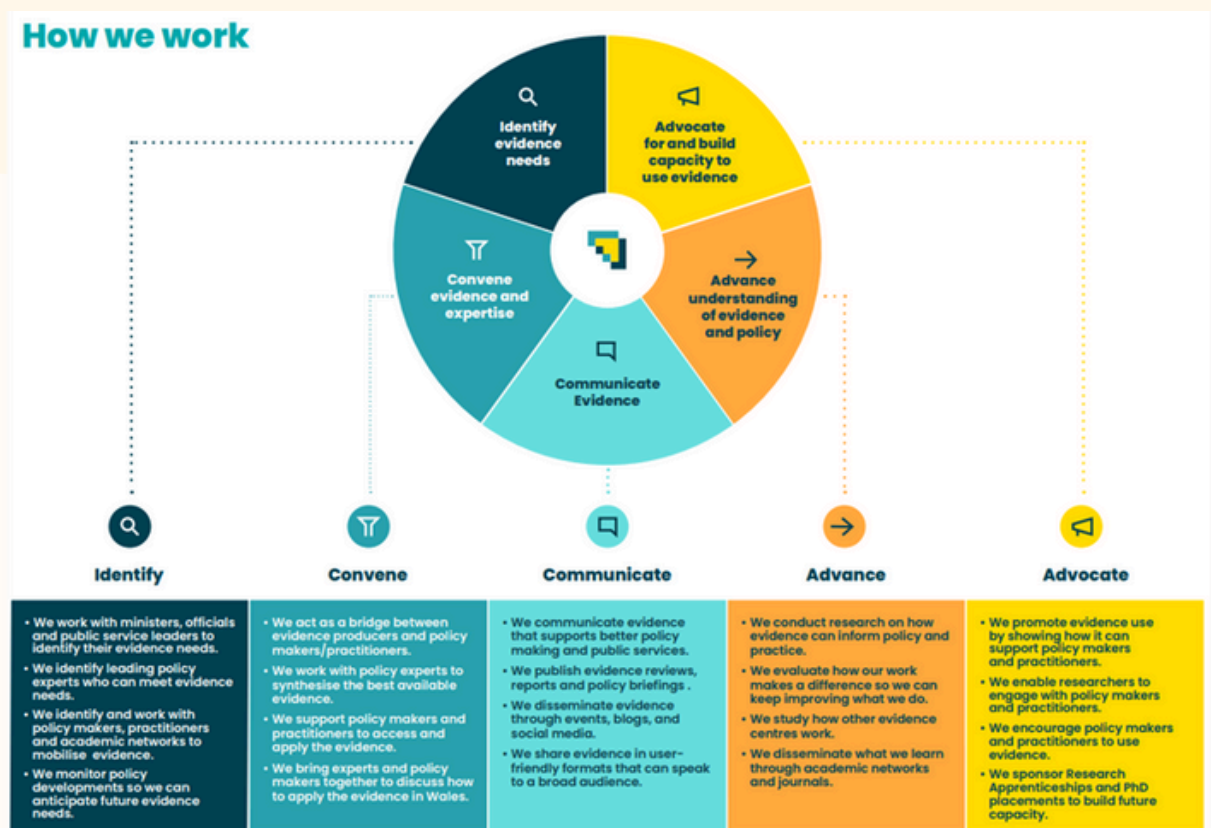 How we work
Identify
evidence
needs
Advocate
for and build
capacity to
use evidence
Convene
evidence and
expertise
Advance
understanding
of evidence
and policy
Communicate
Evidence
Identify
Convene
Communicate
Advance
Advocate
• We work with ministers, officials
and public service leaders to
identify their evidence needs.
• We identify leading policy
experts who can meet evidence
needs.
• We identify and work with
policy makers, practitioners
and academic networks to
mobilise evidence.
• We monitor policy
developments so we can
anticipate future evidence
needs.
• We act as a bridge between
evidence producers and policy
makers/practitioners.
• We work with policy experts to
synthesise the best available
evidence.
• We support policy makers and
practitioners to access and
apply the evidence.
• We bring experts and policy
makers together to discuss how
to apply the evidence in Wales.
• We communicate evidence
that supports better policy
making and public services.
• We publish evidence reviews,
reports and policy briefings .
• We disseminate evidence
through events, blogs, and
social media.
• We share evidence in user-
friendly formats that can speak
to a broad audience.
• We conduct research on how
evidence can inform policy and
practice.
• We evaluate how our work
makes a difference so we can
keep improving what we do.
• We study how other evidence
centres work.
• We disseminate what we learn
through academic networks
and journals.
• We promote evidence use
by showing how it can
support policy makers
and practitioners.
• We enable researchers to
engage with policy makers
and practitioners.
• We encourage policy makers
and practitioners to use
evidence.
• We sponsor Research
Apprenticeships and PhD
placements to build future
capacity.